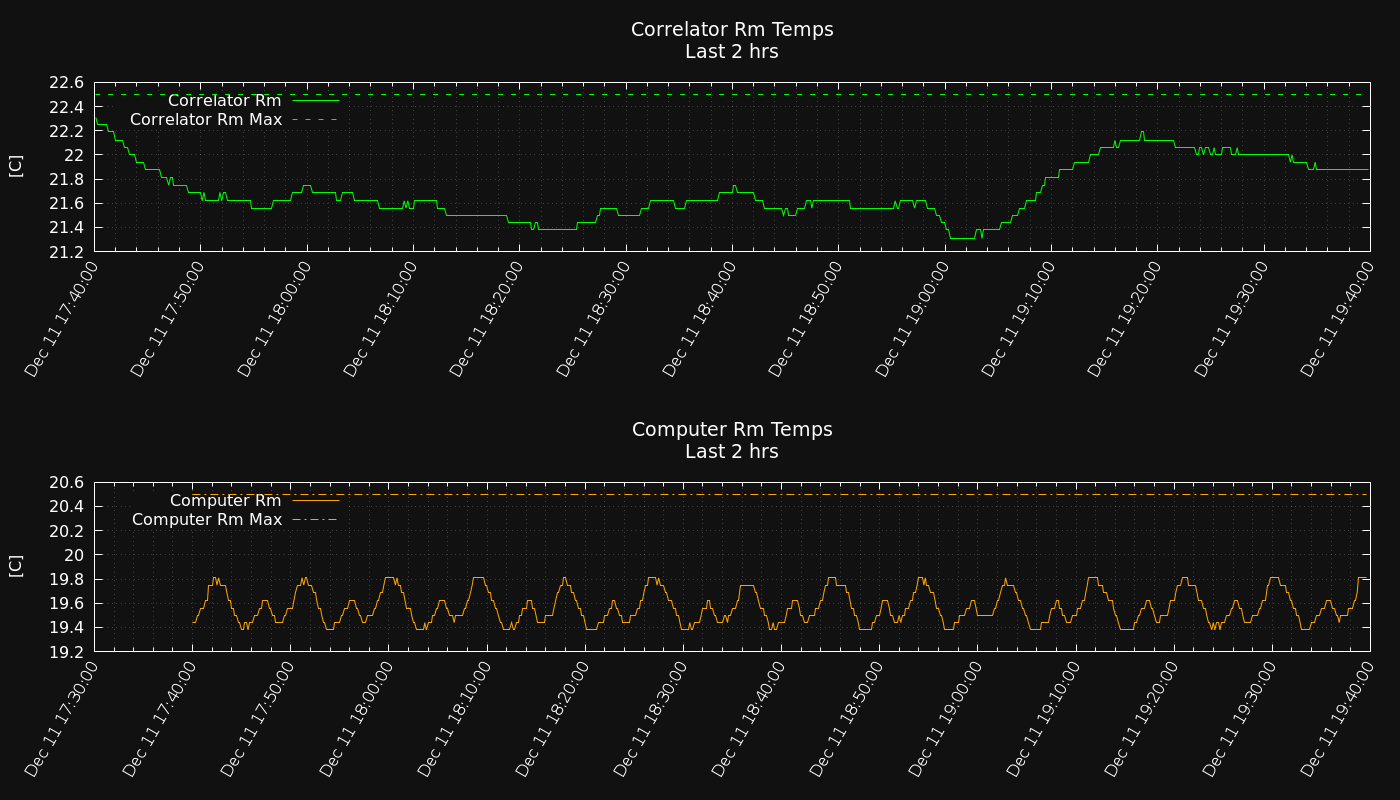 Correlator Rm Temps
Last 2 hrs
22.6
22.4
22.2
22
21.8
21.6
21.4
21.2
[C]
Correlator Rm
Correlator Rm Max
Dec 11 17:40:00
Dec 11 17:50:00
Dec 11 18:00:00
Dec 11 18:10:00
Dec 11 18:20:00
Dec 11 18:30:00
Dec 11 18:40:00
Dec 11 18:50:00
Dec 11 19:00:00
Dec 11 19:10:00
Dec 11 19:20:00
Dec 11 19:30:00
Dec 11 19:40:00
Computer Rm Temps
Last 2 hrs
20.6
20.4
20.2
20
19.8
19.6
19.4
19.2
[C]
Computer Rm
Computer Rm Max
Dec 11 17:30:00
Dec 11 17:40:00
Dec 11 17:50:00
Dec 11 18:00:00
Dec 11 18:10:00
Dec 11 18:20:00
Dec 11 18:30:00
Dec 11 18:40:00
Dec 11 18:50:00
Dec 11 19:00:00
Dec 11 19:10:00
Dec 11 19:20:00
Dec 11 19:30:00
Dec 11 19:40:00